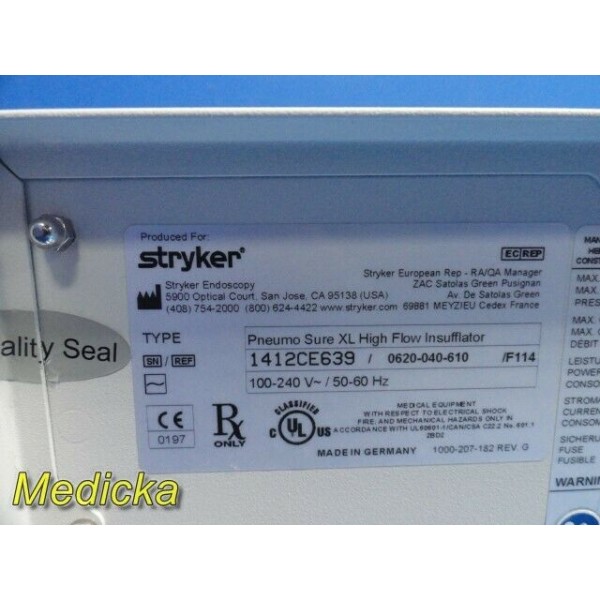 Produced For:
stryker®
EC REP
Stryker Endoscopy
5900 Optical Court, San Jose, CA 95138 (USA)
(408) 754-2000 (800) 624-4422 www.stryker.com
Stryker European Rep - RA/QA Manager
ZAC Satolas Green Pusignan
Av. De Satolas Green
69881 MEYZIEU Cedex France
TYPE
Pneumo Sure XL High Flow Insufflator
SN / REF
1412CE639 / 0620-040-610 /F114
100-240 V~ / 50-60 Hz
CE
0197
Rx
ONLY
CLASSIFIED
C UL US
MEDICAL EQUIPMENT
WITH RESPECT TO ELECTRICAL SHOCK
FIRE, AND MECHANICAL HAZARDS ONLY IN
ACCORDANCE WITH UL60601-1/CAN/CSA C22.2 No. 601.1
2BD2
MADE IN GERMANY 1000-207-182 REV. G
ality Seal
Medicka
MAN
CONST
MAX.
MAX.
PRES
MAX.
MAX.
DEBIT
LEISTU
POWER
CONSO
STROM
CURRE
CONSO
SICHERU
FUSE
FUSIBLE
WARNIN